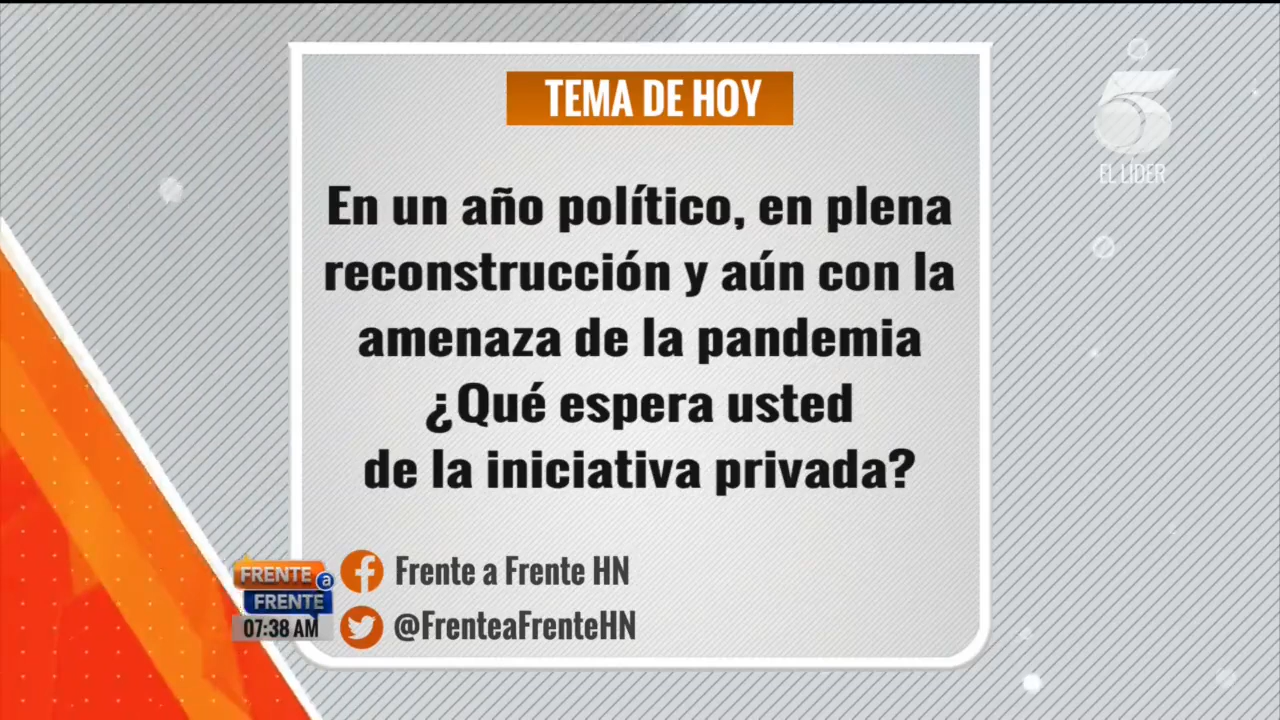 TEMA DE HOY
En un año político, en plena
reconstrucción y aún con la
amenaza de la pandemia
¿Qué espera usted
de la iniciativa privada?
5
EL LÍDER
FRENTE a
FRENTE
07:38 AM
Frente a Frente HN
@FrenteaFrenteHN